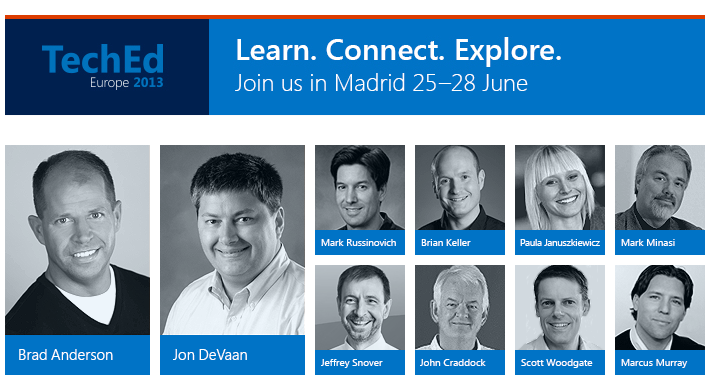 TechEd
Europe 2013
Learn. Connect. Explore.
Join us in Madrid 25–28 June
Brad Anderson
Jon DeVaan
Mark Russinovich
Brian Keller
Paula Januszkiewicz
Mark Minasi
Jeffrey Snover
John Craddock
Scott Woodgate
Marcus Murray